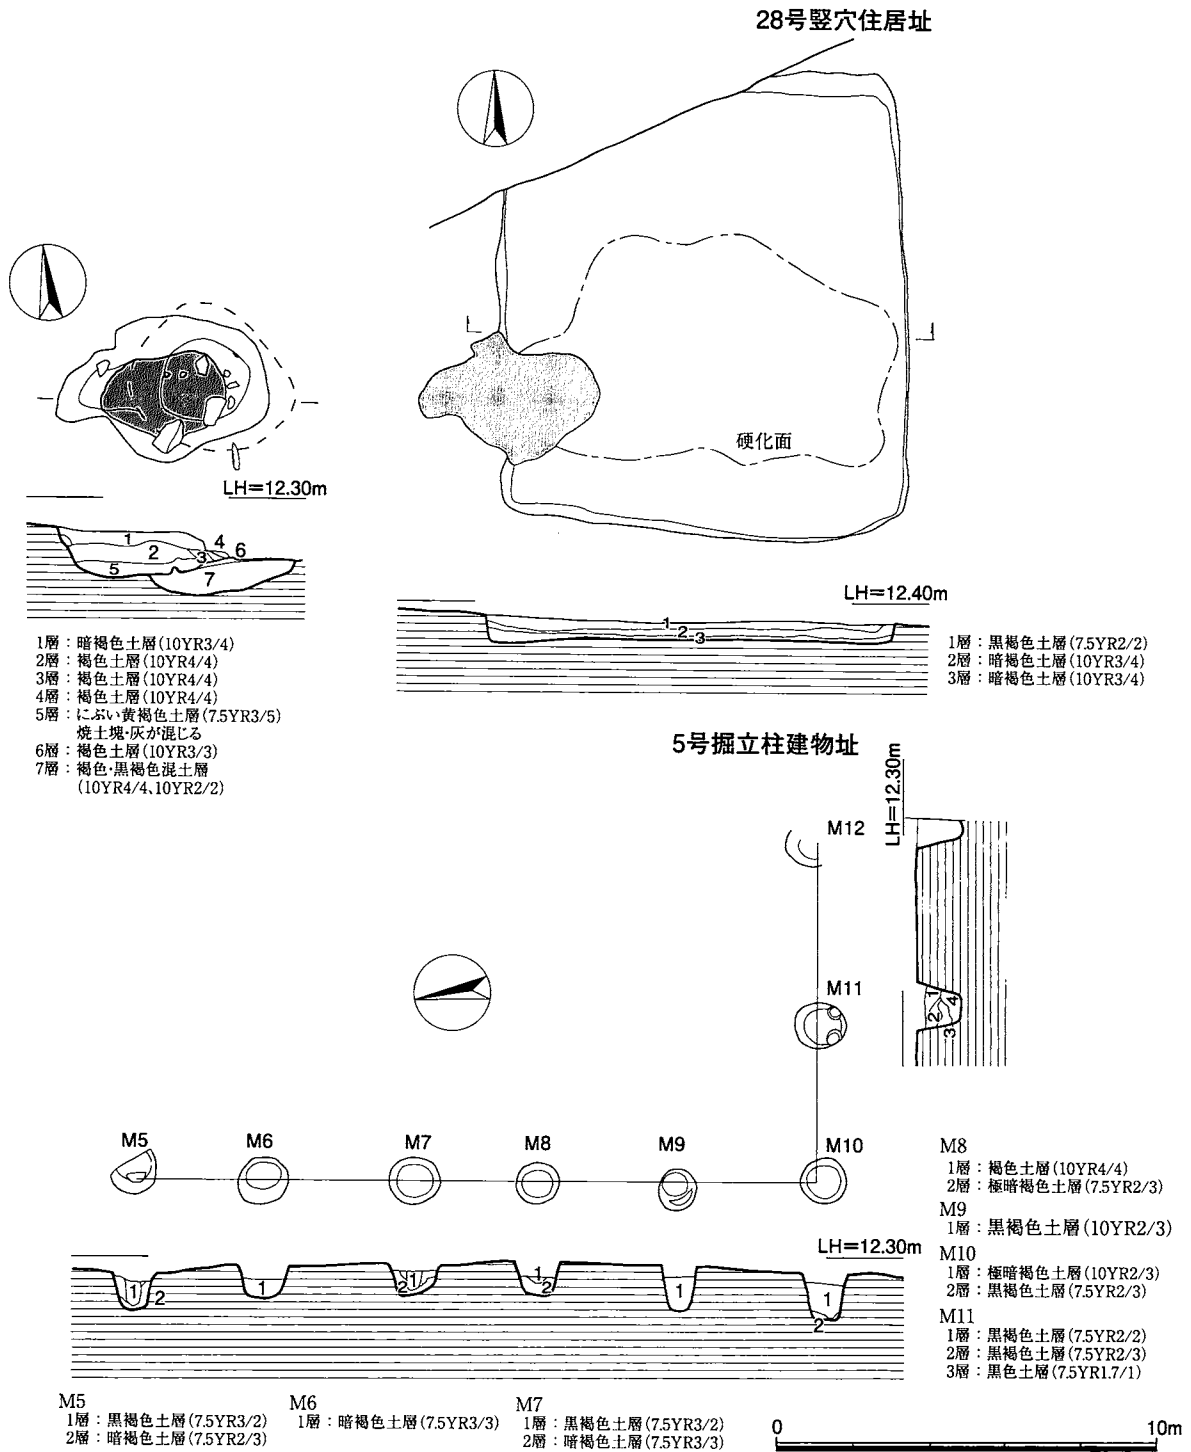 28号竪穴住居址
硬化面
LH=12.30m
1
2
3
4
5
6
7
1層：暗褐色土層(10YR3/4)
2層：褐色土層(10YR4/4)
3層：褐色土層(10YR4/4)
4層：褐色土層(10YR4/4)
5層：にぶい黄褐色土層(7.5YR3/5)
焼土塊・灰が混じる
6層：褐色土層(10YR3/3)
7層：褐色・黒褐色混土層
(10YR4/4、10YR2/2)
LH=12.40m
1
2
3
1層：黒褐色土層(7.5YR2/2)
2層：暗褐色土層(10YR3/4)
3層：暗褐色土層(10YR3/4)
5号掘立柱建物址
LH=12.30m
M12
M11
1
2
3
4
M5 M6 M7 M8 M9 M10
LH=12.30m
1 2 1 2 1 1 2 1 1 2
M8
1層：褐色土層(10YR4/4)
2層：極暗褐色土層(7.5YR2/3)
M9
1層：黒褐色土層(10YR2/3)
M10
1層：極暗褐色土層(10YR2/3)
2層：黒褐色土層(7.5YR2/3)
M11
1層：黒褐色土層(7.5YR2/2)
2層：黒褐色土層(7.5YR2/3)
3層：黒色土層(7.5YR1.7/1)
M5
1層：黒褐色土層(7.5YR3/2)
2層：暗褐色土層(7.5YR2/3)
M6
1層：暗褐色土層(7.5YR3/3)
M7
1層：黒褐色土層(7.5YR3/2)
2層：暗褐色土層(7.5YR3/3)
0 10m